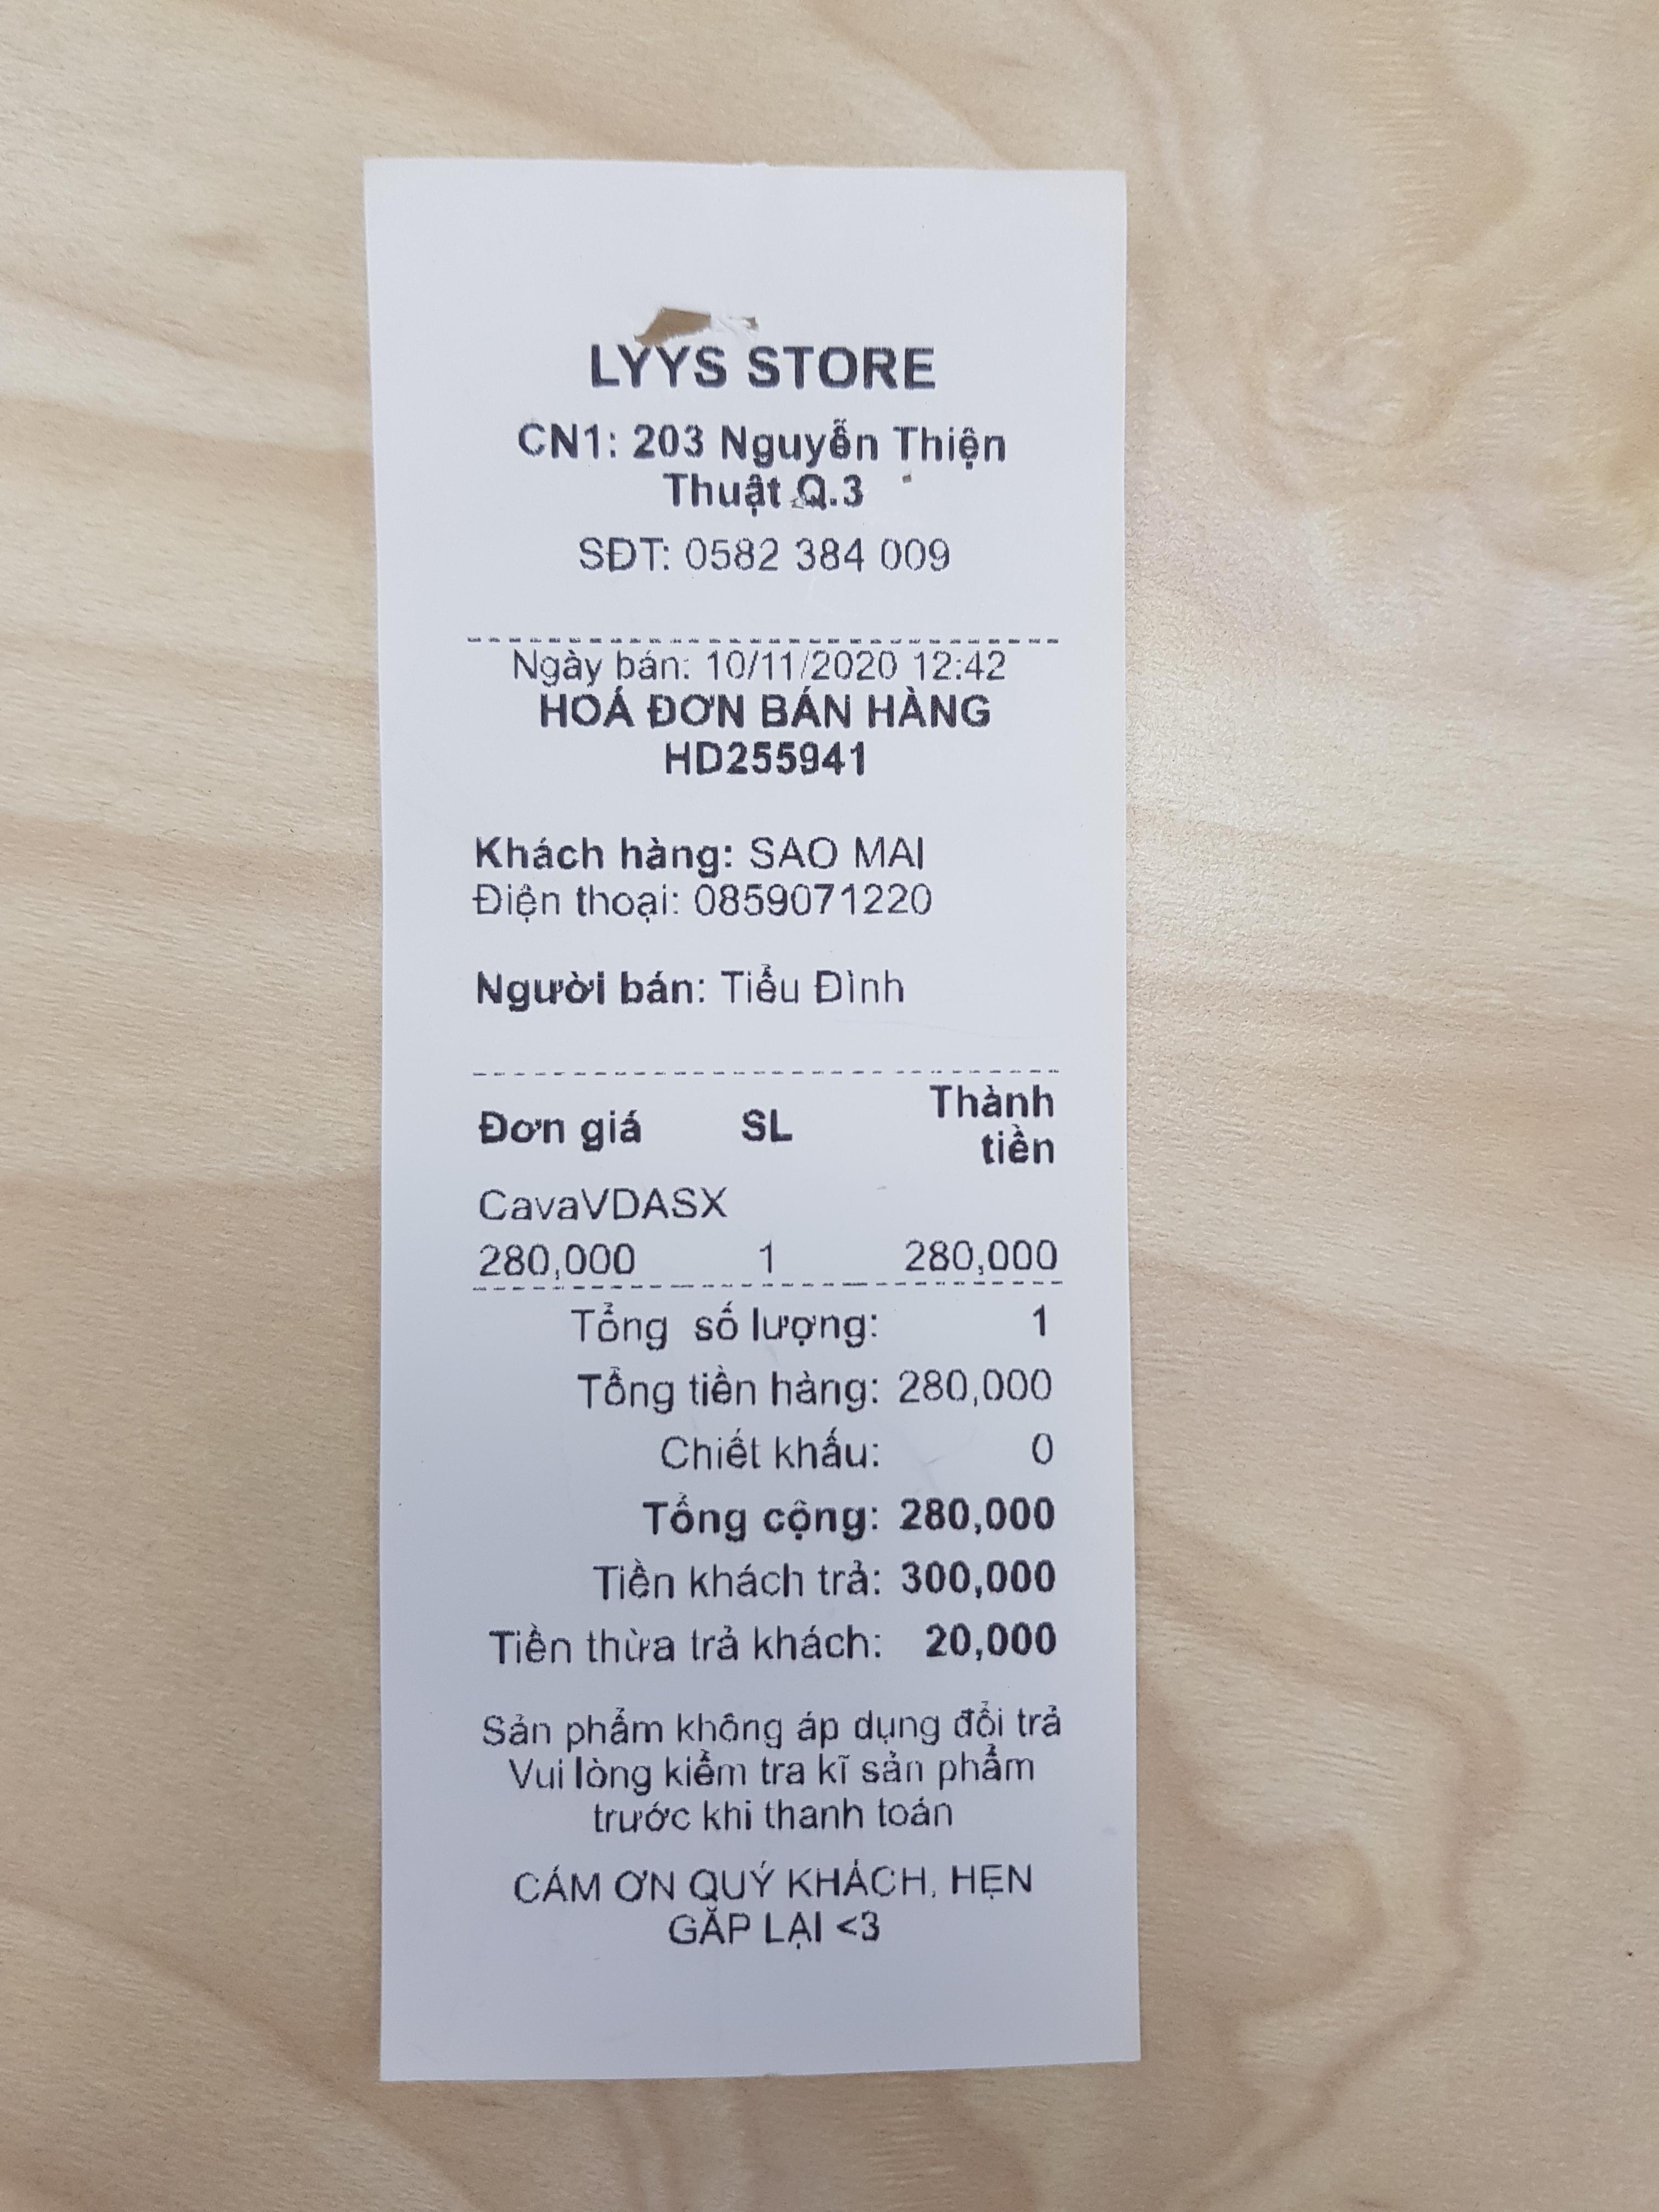 LYYS STORE
CN1: 203 Nguyễn Thiện
Thuật Q.3
SĐT: 0582 384 009
Ngày bán: 10/11/2020 12:42
HOÁ ĐƠN BÁN HÀNG
HD255941
Khách hàng: SAO MAI
Điện thoại: 0859071220
Người bán: Tiểu Đình
Đơn giá SL Thành
tiền
CavaVDASX
280,000 1 280,000
Tổng số lượng: 1
Tổng tiền hàng: 280,000
Chiết khấu: 0
Tổng cộng: 280,000
Tiền khách trả: 300,000
Tiền thừa trả khách: 20,000
Sản phẩm không áp dụng đổi trả
Vui lòng kiểm tra kĩ sản phẩm
trước khi thanh toán
CÁM ƠN QUÝ KHÁCH, HẸN
GẶP LẠI <3